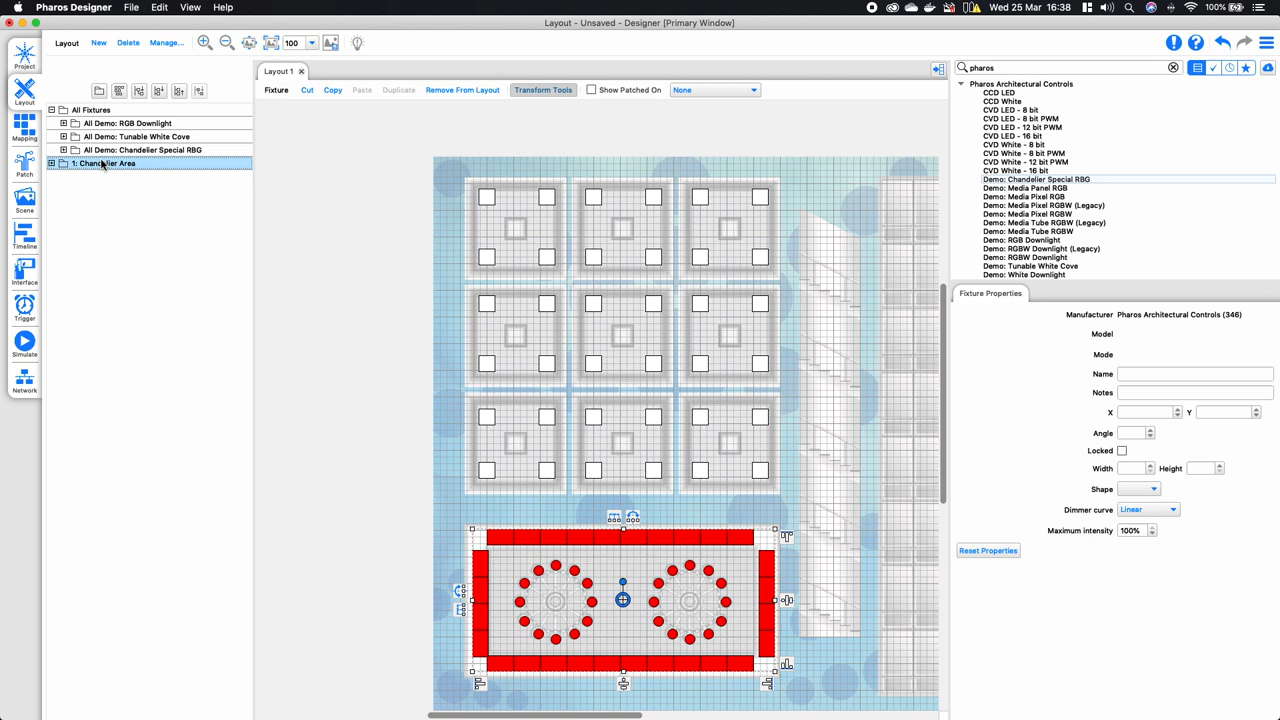 Pharos Designer File Edit View Help Wed 25 Mar 16:38 100%
Layout - Unsaved - Designer [Primary Window]
Project
Layout
Mapping
Patch
Scene
Timeline
Interface
Trigger
Simulate
Network
Layout New Delete Manage... 100
All Fixtures
All Demo: RGB Downlight
All Demo: Tunable White Cove
All Demo: Chandelier Special RBG
1: Chandelier Area
Layout 1
Fixture Cut Copy Paste Duplicate Remove From Layout Transform Tools Show Patched On None
pharos
Pharos Architectural Controls
CCD LED
CCD White
CVD LED - 8 bit
CVD LED - 8 bit PWM
CVD LED - 12 bit PWM
CVD LED - 16 bit
CVD White - 8 bit
CVD White - 8 bit PWM
CVD White - 12 bit PWM
CVD White - 16 bit
Demo: Chandelier Special RBG
Demo: Media Panel RGB
Demo: Media Pixel RGB
Demo: Media Pixel RGBW (Legacy)
Demo: Media Pixel RGBW
Demo: Media Tube RGBW (Legacy)
Demo: Media Tube RGBW
Demo: RGB Downlight
Demo: RGBW Downlight (Legacy)
Demo: RGBW Downlight
Demo: Tunable White Cove
Demo: White Downlight
Fixture Properties
Manufacturer Pharos Architectural Controls (346)
Model
Mode
Name
Notes
X Y
Angle
Locked
Width Height
Shape
Dimmer curve Linear
Maximum intensity 100%
Reset Properties